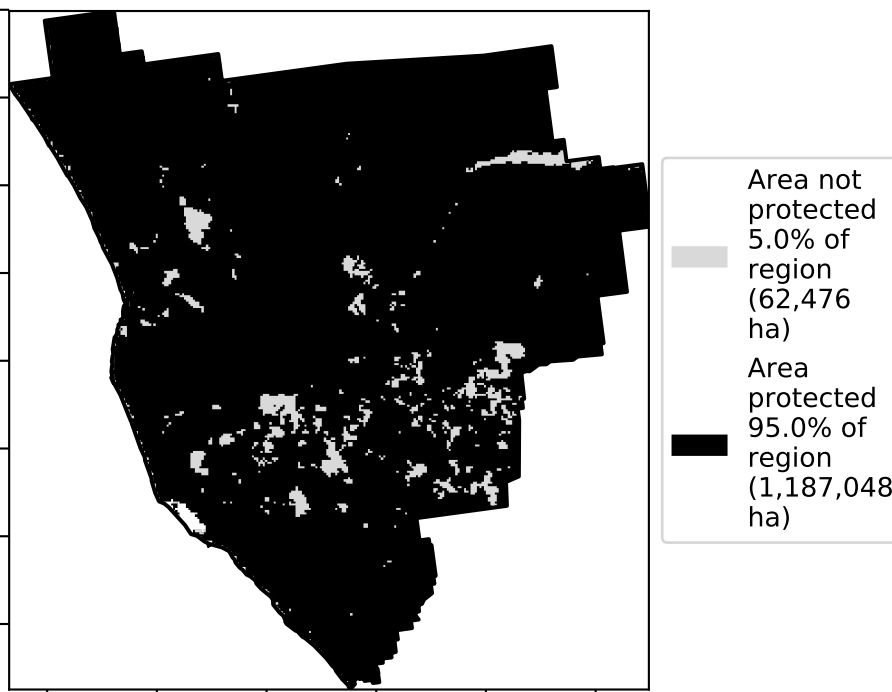 Area not
protected
5.0% of
region
(62,476
ha)
Area
protected
95.0% of
region
(1,187,048
ha)